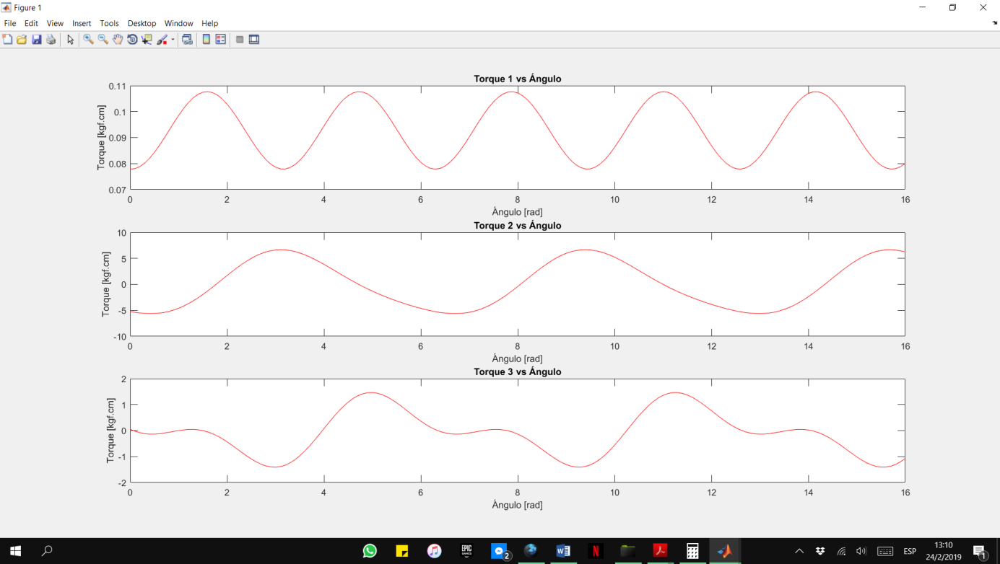 Figure 1
File Edit View Insert Tools Desktop Window Help
Torque 1 vs Ángulo
0.11
0.1
0.09
0.08
0.07
Torque [kgf.cm]
0 2 4 6 8 10 12 14 16
Ángulo [rad]
Torque 2 vs Ángulo
10
5
0
-5
-10
Torque [kgf.cm]
0 2 4 6 8 10 12 14 16
Ángulo [rad]
Torque 3 vs Ángulo
2
1
0
-1
-2
Torque [kgf.cm]
0 2 4 6 8 10 12 14 16
Ángulo [rad]
EPIC
GAMES
2
W
N
ESP
13:10
24/2/2019
1